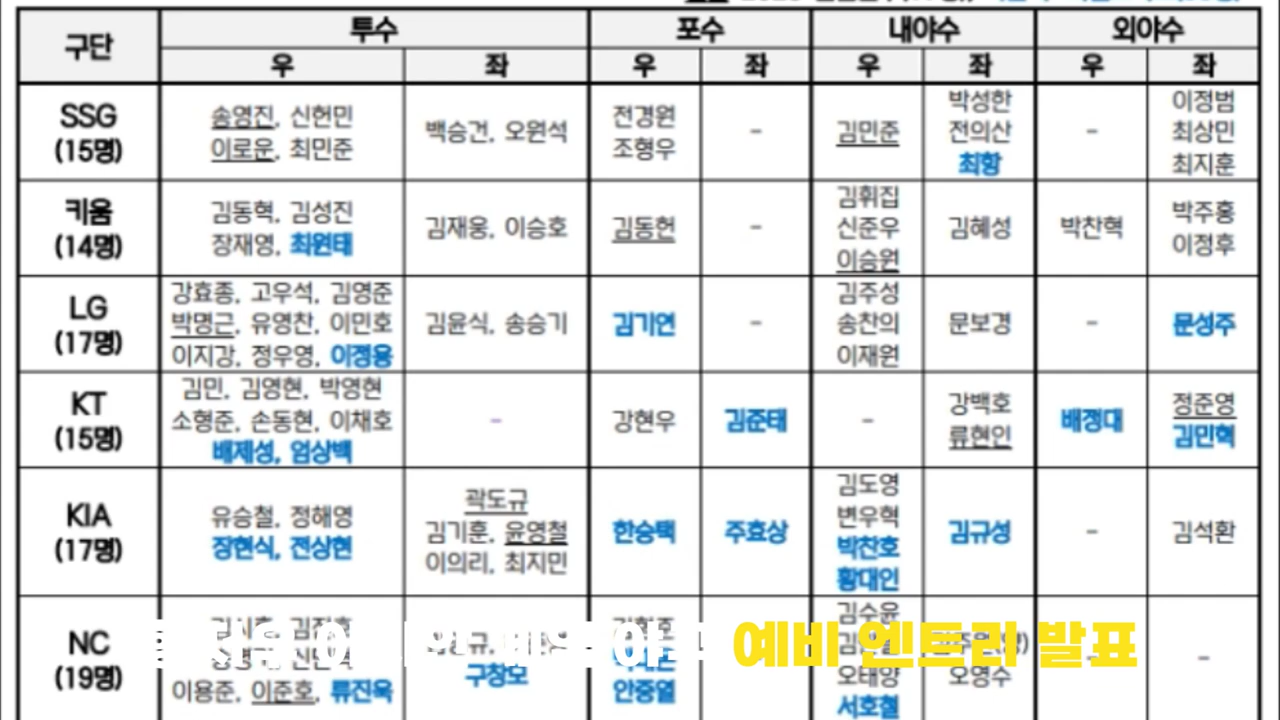 구단 투수 포수 내야수 외야수
우 좌 우 좌 우 좌 우 좌
SSG
(15명)
송영진, 신헌민
이로운, 최민준
백승건, 오원석
전경원
조형우
-
김민준
박성한
전의산
최항
-
이정범
최상민
최지훈
키움
(14명)
김동혁, 김성진
장재영, 최원태
김재웅, 이승호
김동헌
-
김휘집
신준우
이승원
김혜성
박찬혁
박주홍
이정후
LG
(17명)
강효종, 고우석, 김영준
박명근, 유영찬, 이민호
이지강, 정우영, 이정용
김윤식, 송승기
김기연
-
김주성
송찬의
이재원
문보경
-
문성주
KT
(15명)
김민, 김영현, 박영현
소형준, 손동현, 이채호
배제성, 엄상백
-
강현우
김준태
-
강백호
류현인
배정대
정준영
김민혁
KIA
(17명)
유승철, 정해영
장현식, 전상현
곽도규
김기훈, 윤영철
이의리, 최지민
한승택
주효상
김도영
변우혁
박찬호
황대인
김규성
-
김석환
NC
(19명)
이용준, 이준호, 류진욱
구창모
안중열
김수윤
오태양
서호철
오영수
-
-
예비 엔트리 발표